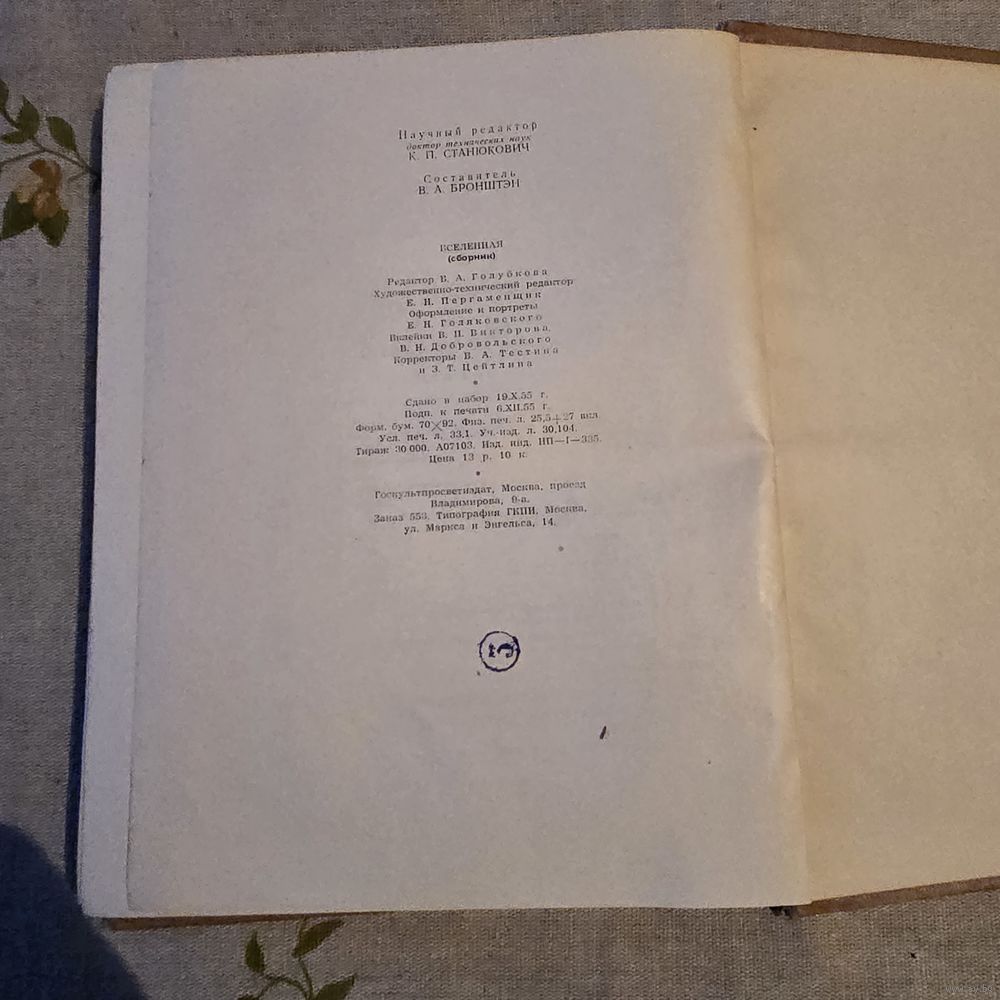 Научный редактор
доктор технических наук
К. П. СТАНЮКОВИЧ
Составитель
В. А. БРОНШТЭН
ВСЕЛЕННАЯ
(сборник)
Редактор В. А. Голубкова
Художественно-технический редактор
Е. И. Пергаменщик
Оформление и портреты
Е. Н. Голяковского
Вклейки В. П. Викторова,
В. Н. Добровольского
Корректоры В. А. Тестина
и З. Т. Цейтлина
Сдано в набор 19.X.55 г.
Подп. к печати 6.XII.55 г.
Форм. бум. 70×92. Физ. печ. л. 25,5+27 вкл.
Усл. печ. л. 33,1. Уч.-изд. л. 30,104.
Тираж 30 000. А07103. Изд. инд. НП—I—335.
Цена 13 р. 10 к.
Госкультпросветиздат, Москва, проезд
Владимирова, 9-а.
Заказ 553. Типография ГКПИ, Москва,
ул. Маркса и Энгельса, 14.